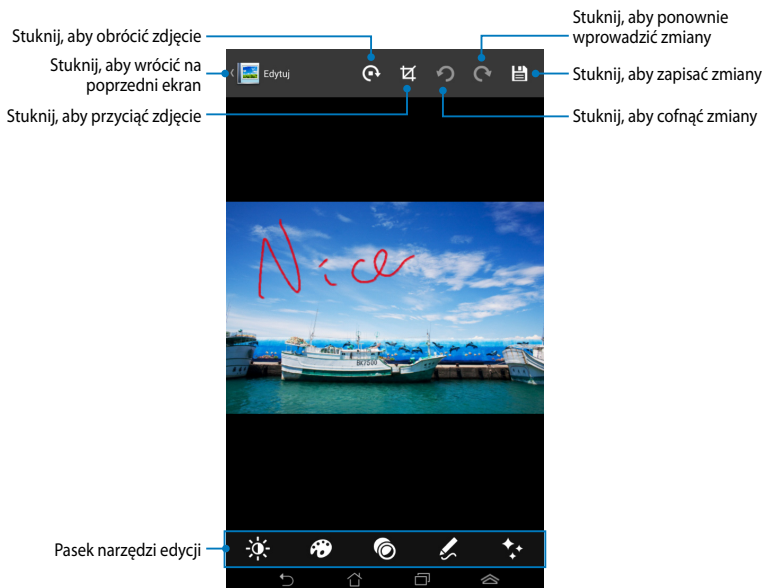 Stuknij, aby ponownie
wprowadzić zmiany
Stuknij, aby obrócić zdjęcie
Stuknij, aby wrócić na
poprzedni ekran
Edytuj
Stuknij, aby zapisać zmiany
Stuknij, aby przyciąć zdjęcie
Stuknij, aby cofnąć zmiany
Nice
BK7500
Pasek narzędzi edycji